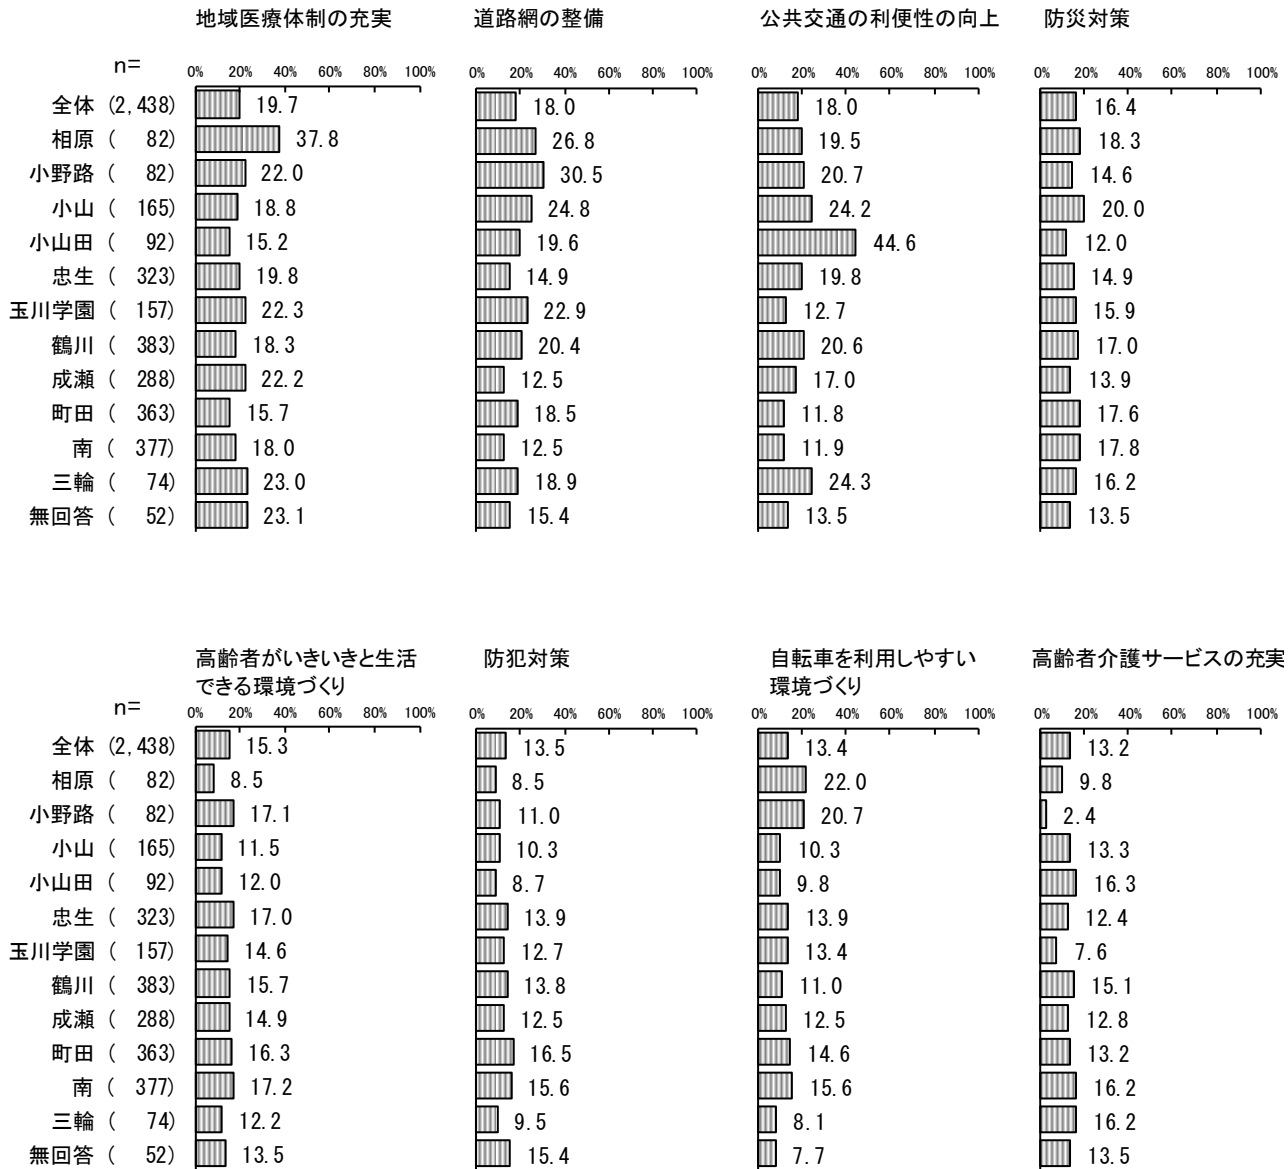 地域医療体制の充実 道路網の整備 公共交通の利便性の向上 防災対策
n=
0% 20% 40% 60% 80% 100% 0% 20% 40% 60% 80% 100% 0% 20% 40% 60% 80% 100% 0% 20% 40% 60% 80% 100%
全体 (2,438) 19.7 18.0 18.0 16.4
相原 ( 82) 37.8 26.8 19.5 18.3
小野路 ( 82) 22.0 30.5 20.7 14.6
小山 ( 165) 18.8 24.8 24.2 20.0
小山田 ( 92) 15.2 19.6 44.6 12.0
忠生 ( 323) 19.8 14.9 19.8 14.9
玉川学園 ( 157) 22.3 22.9 12.7 15.9
鶴川 ( 383) 18.3 20.4 20.6 17.0
成瀬 ( 288) 22.2 12.5 17.0 13.9
町田 ( 363) 15.7 18.5 11.8 17.6
南 ( 377) 18.0 12.5 11.9 17.8
三輪 ( 74) 23.0 18.9 24.3 16.2
無回答 ( 52) 23.1 15.4 13.5 13.5
高齢者がいきいきと生活 防犯対策 自転車を利用しやすい 高齢者介護サービスの充実
できる環境づくり 環境づくり
n=
0% 20% 40% 60% 80% 100% 0% 20% 40% 60% 80% 100% 0% 20% 40% 60% 80% 100% 0% 20% 40% 60% 80% 100%
全体 (2,438) 15.3 13.5 13.4 13.2
相原 ( 82) 8.5 8.5 22.0 9.8
小野路 ( 82) 17.1 11.0 20.7 2.4
小山 ( 165) 11.5 10.3 10.3 13.3
小山田 ( 92) 12.0 8.7 9.8 16.3
忠生 ( 323) 17.0 13.9 13.9 12.4
玉川学園 ( 157) 14.6 12.7 13.4 7.6
鶴川 ( 383) 15.7 13.8 11.0 15.1
成瀬 ( 288) 14.9 12.5 12.5 12.8
町田 ( 363) 16.3 16.5 14.6 13.2
南 ( 377) 17.2 15.6 15.6 16.2
三輪 ( 74) 12.2 9.5 8.1 16.2
無回答 ( 52) 13.5 15.4 7.7 13.5